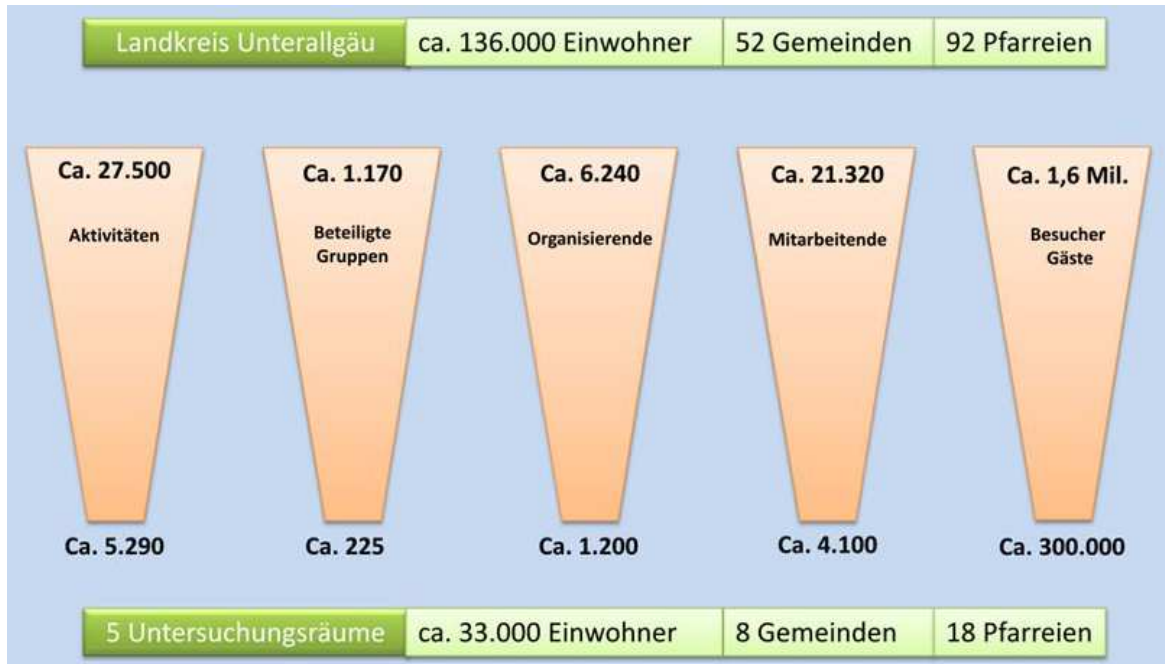 Landkreis Unterallgäu ca. 136.000 Einwohner 52 Gemeinden 92 Pfarreien
Ca. 27.500 Ca. 1.170 Ca. 6.240 Ca. 21.320 Ca. 1,6 Mil.
Aktivitäten Beteiligte Gruppen Organisierende Mitarbeitende Besucher Gäste
Ca. 5.290 Ca. 225 Ca. 1.200 Ca. 4.100 Ca. 300.000
5 Untersuchungsräume ca. 33.000 Einwohner 8 Gemeinden 18 Pfarreien